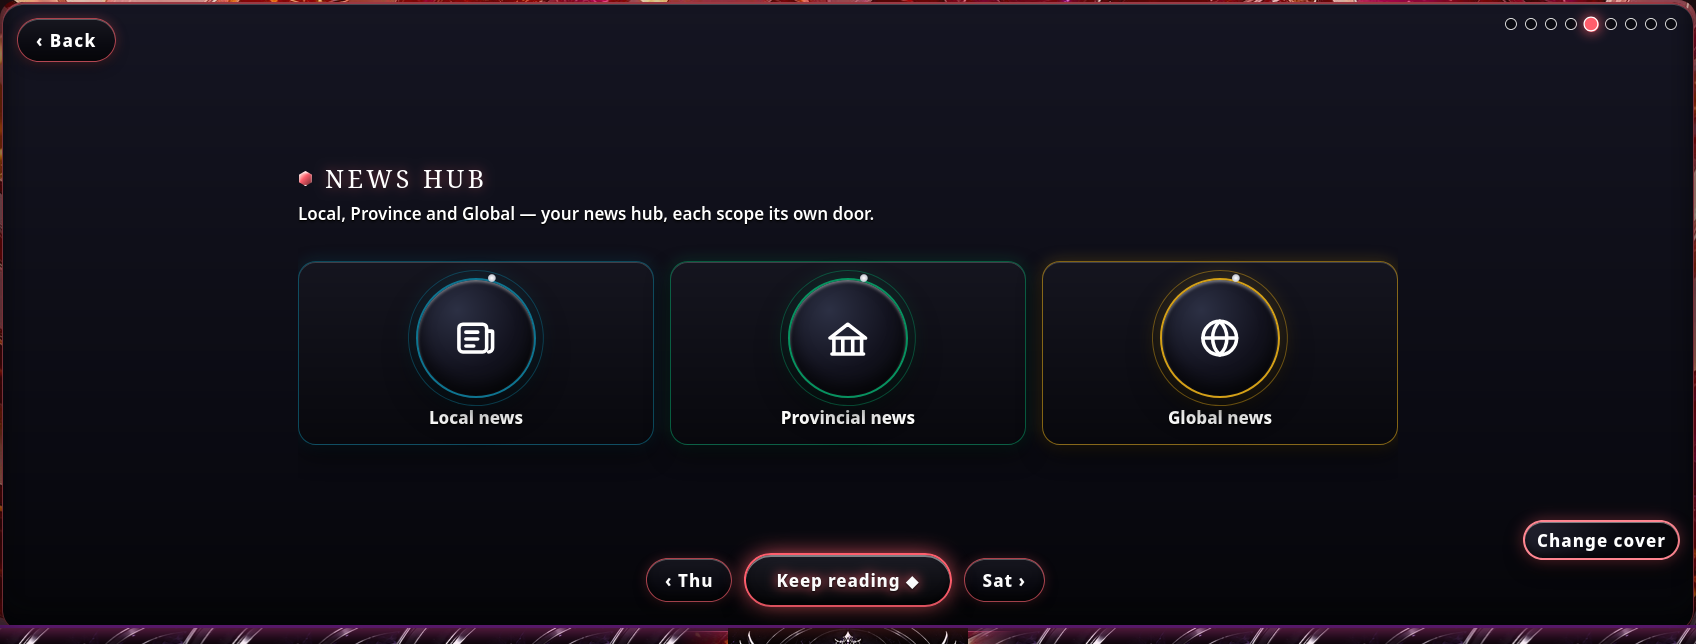 ‹ Back
NEWS HUB
Local, Province and Global — your news hub, each scope its own door.
Local news
Provincial news
Global news
Change cover
‹ Thu
Keep reading ◆
Sat ›